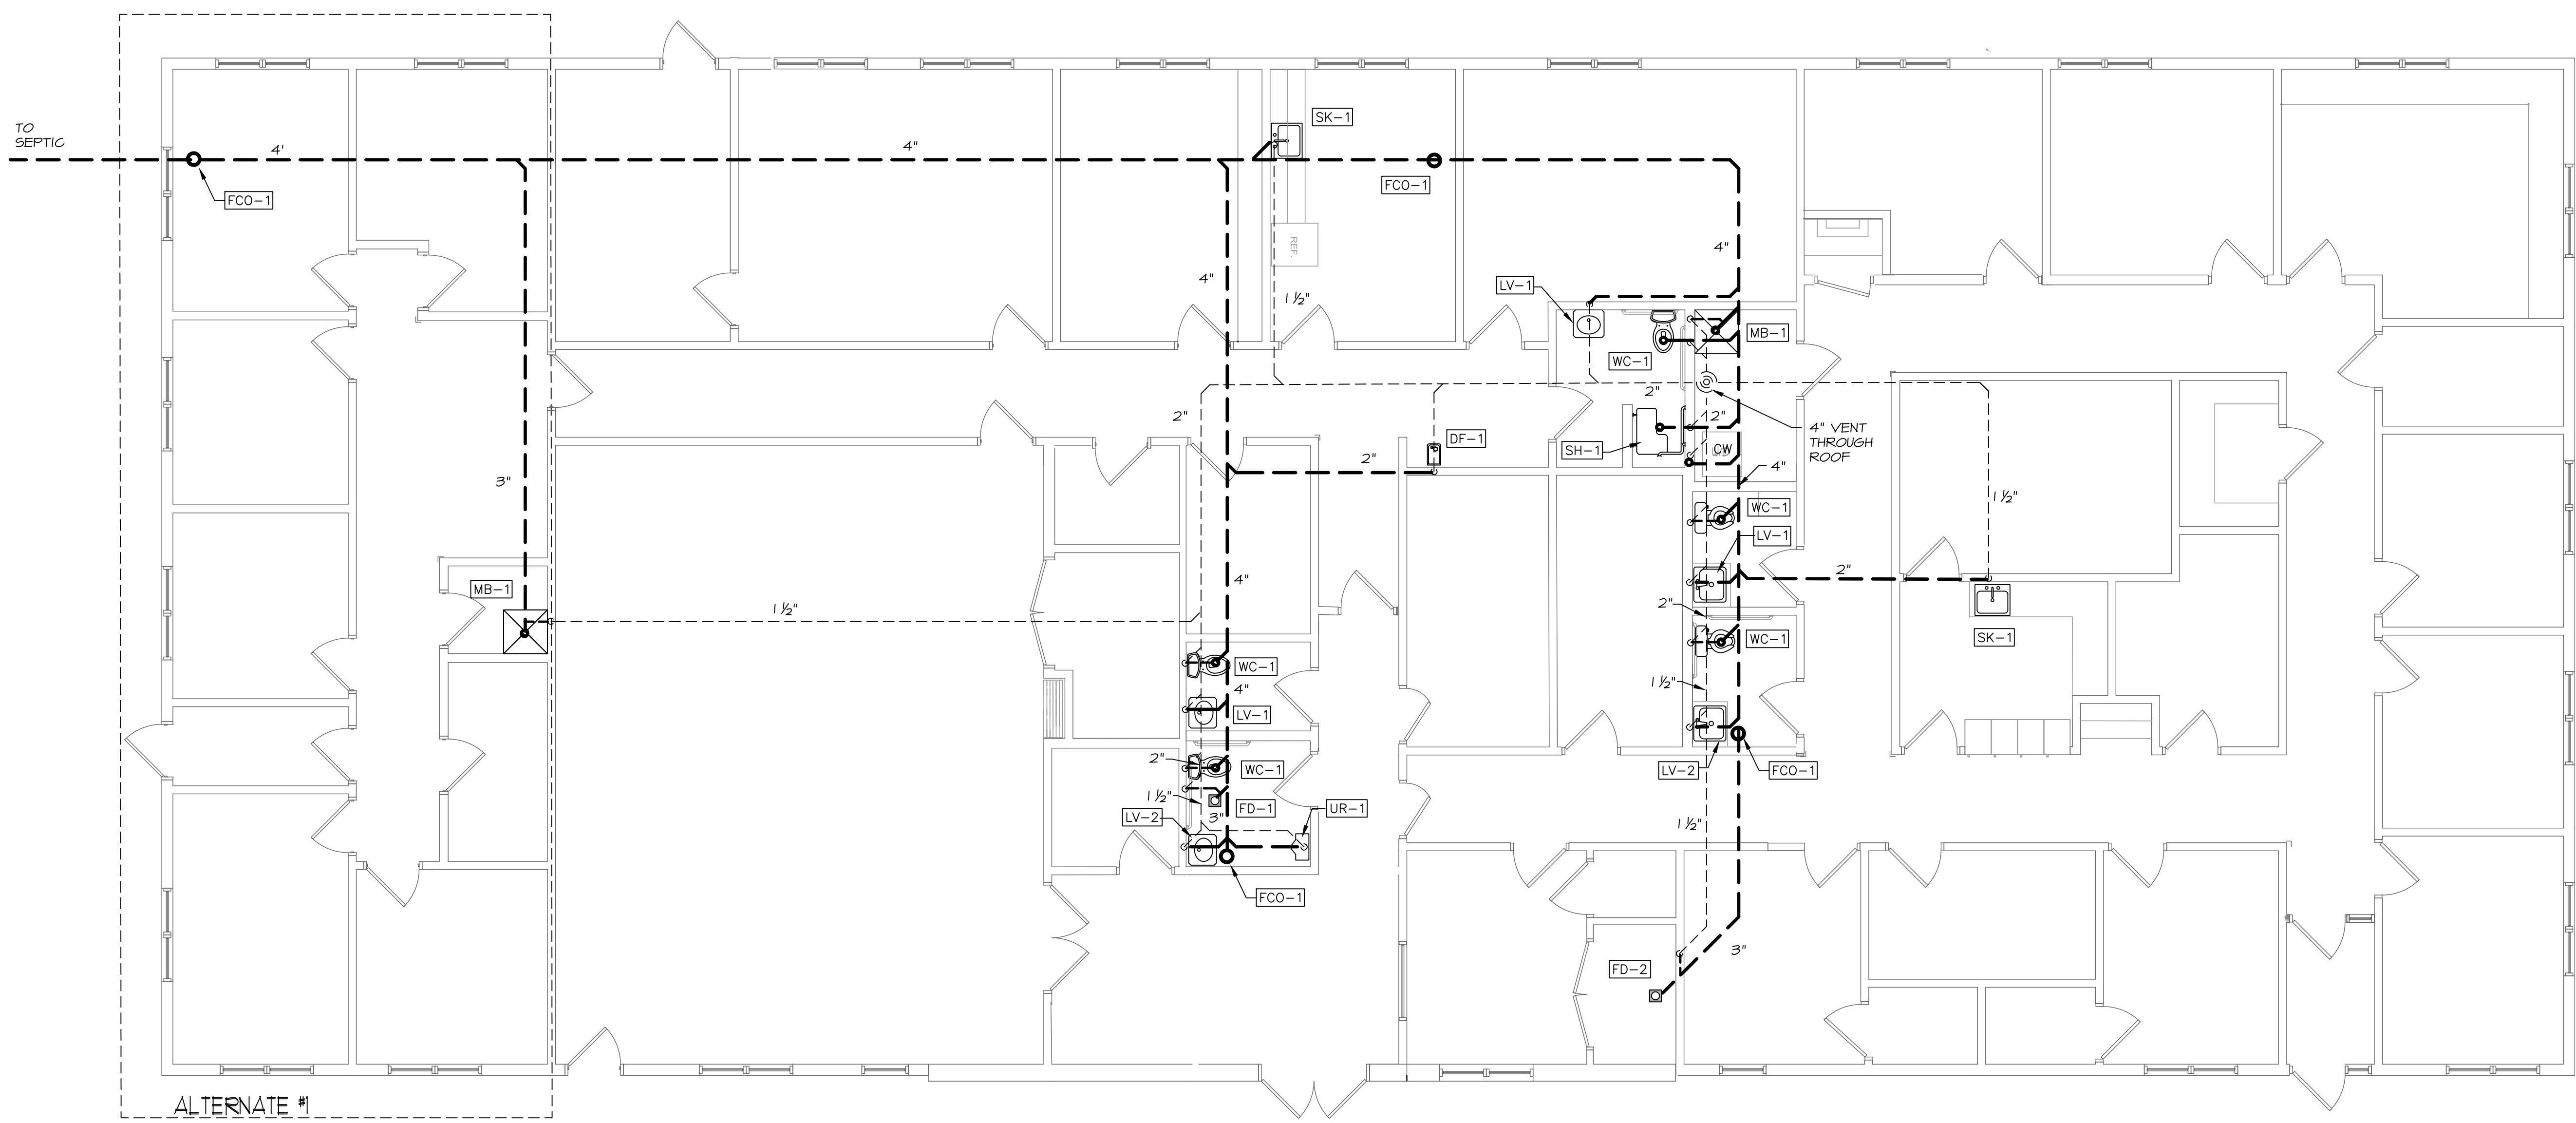 TO
SEPTIC
4'
4"
SK-1
FCO-1
FCO-1
REF.
4"
4"
1 ½"
LV-1
MB-1
WC-1
2"
2"
2"
4" VENT
THROUGH
ROOF
DF-1
SH-1
CW
2"
4"
3"
1 ½"
WC-1
LV-1
2"
4"
MB-1
1 ½"
2"
SK-1
WC-1
WC-1
4"
1 ½"
LV-1
2"
WC-1
LV-2
FCO-1
1 ½"
FD-1
UR-1
LV-2
3"
1 ½"
FCO-1
3"
FD-2
ALTERNATE #1